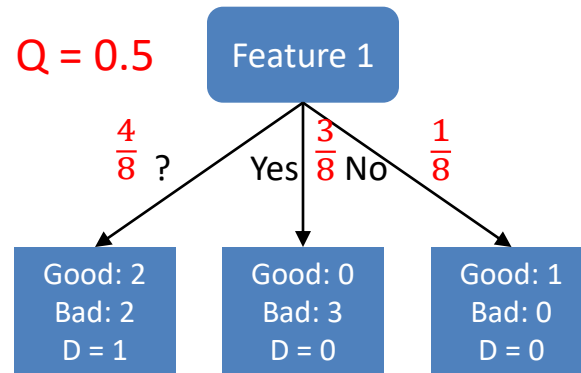 Q = 0.5
Feature 1
4/8 ? Yes 3/8 No 1/8
Good: 2
Bad: 2
D = 1
Good: 0
Bad: 3
D = 0
Good: 1
Bad: 0
D = 0